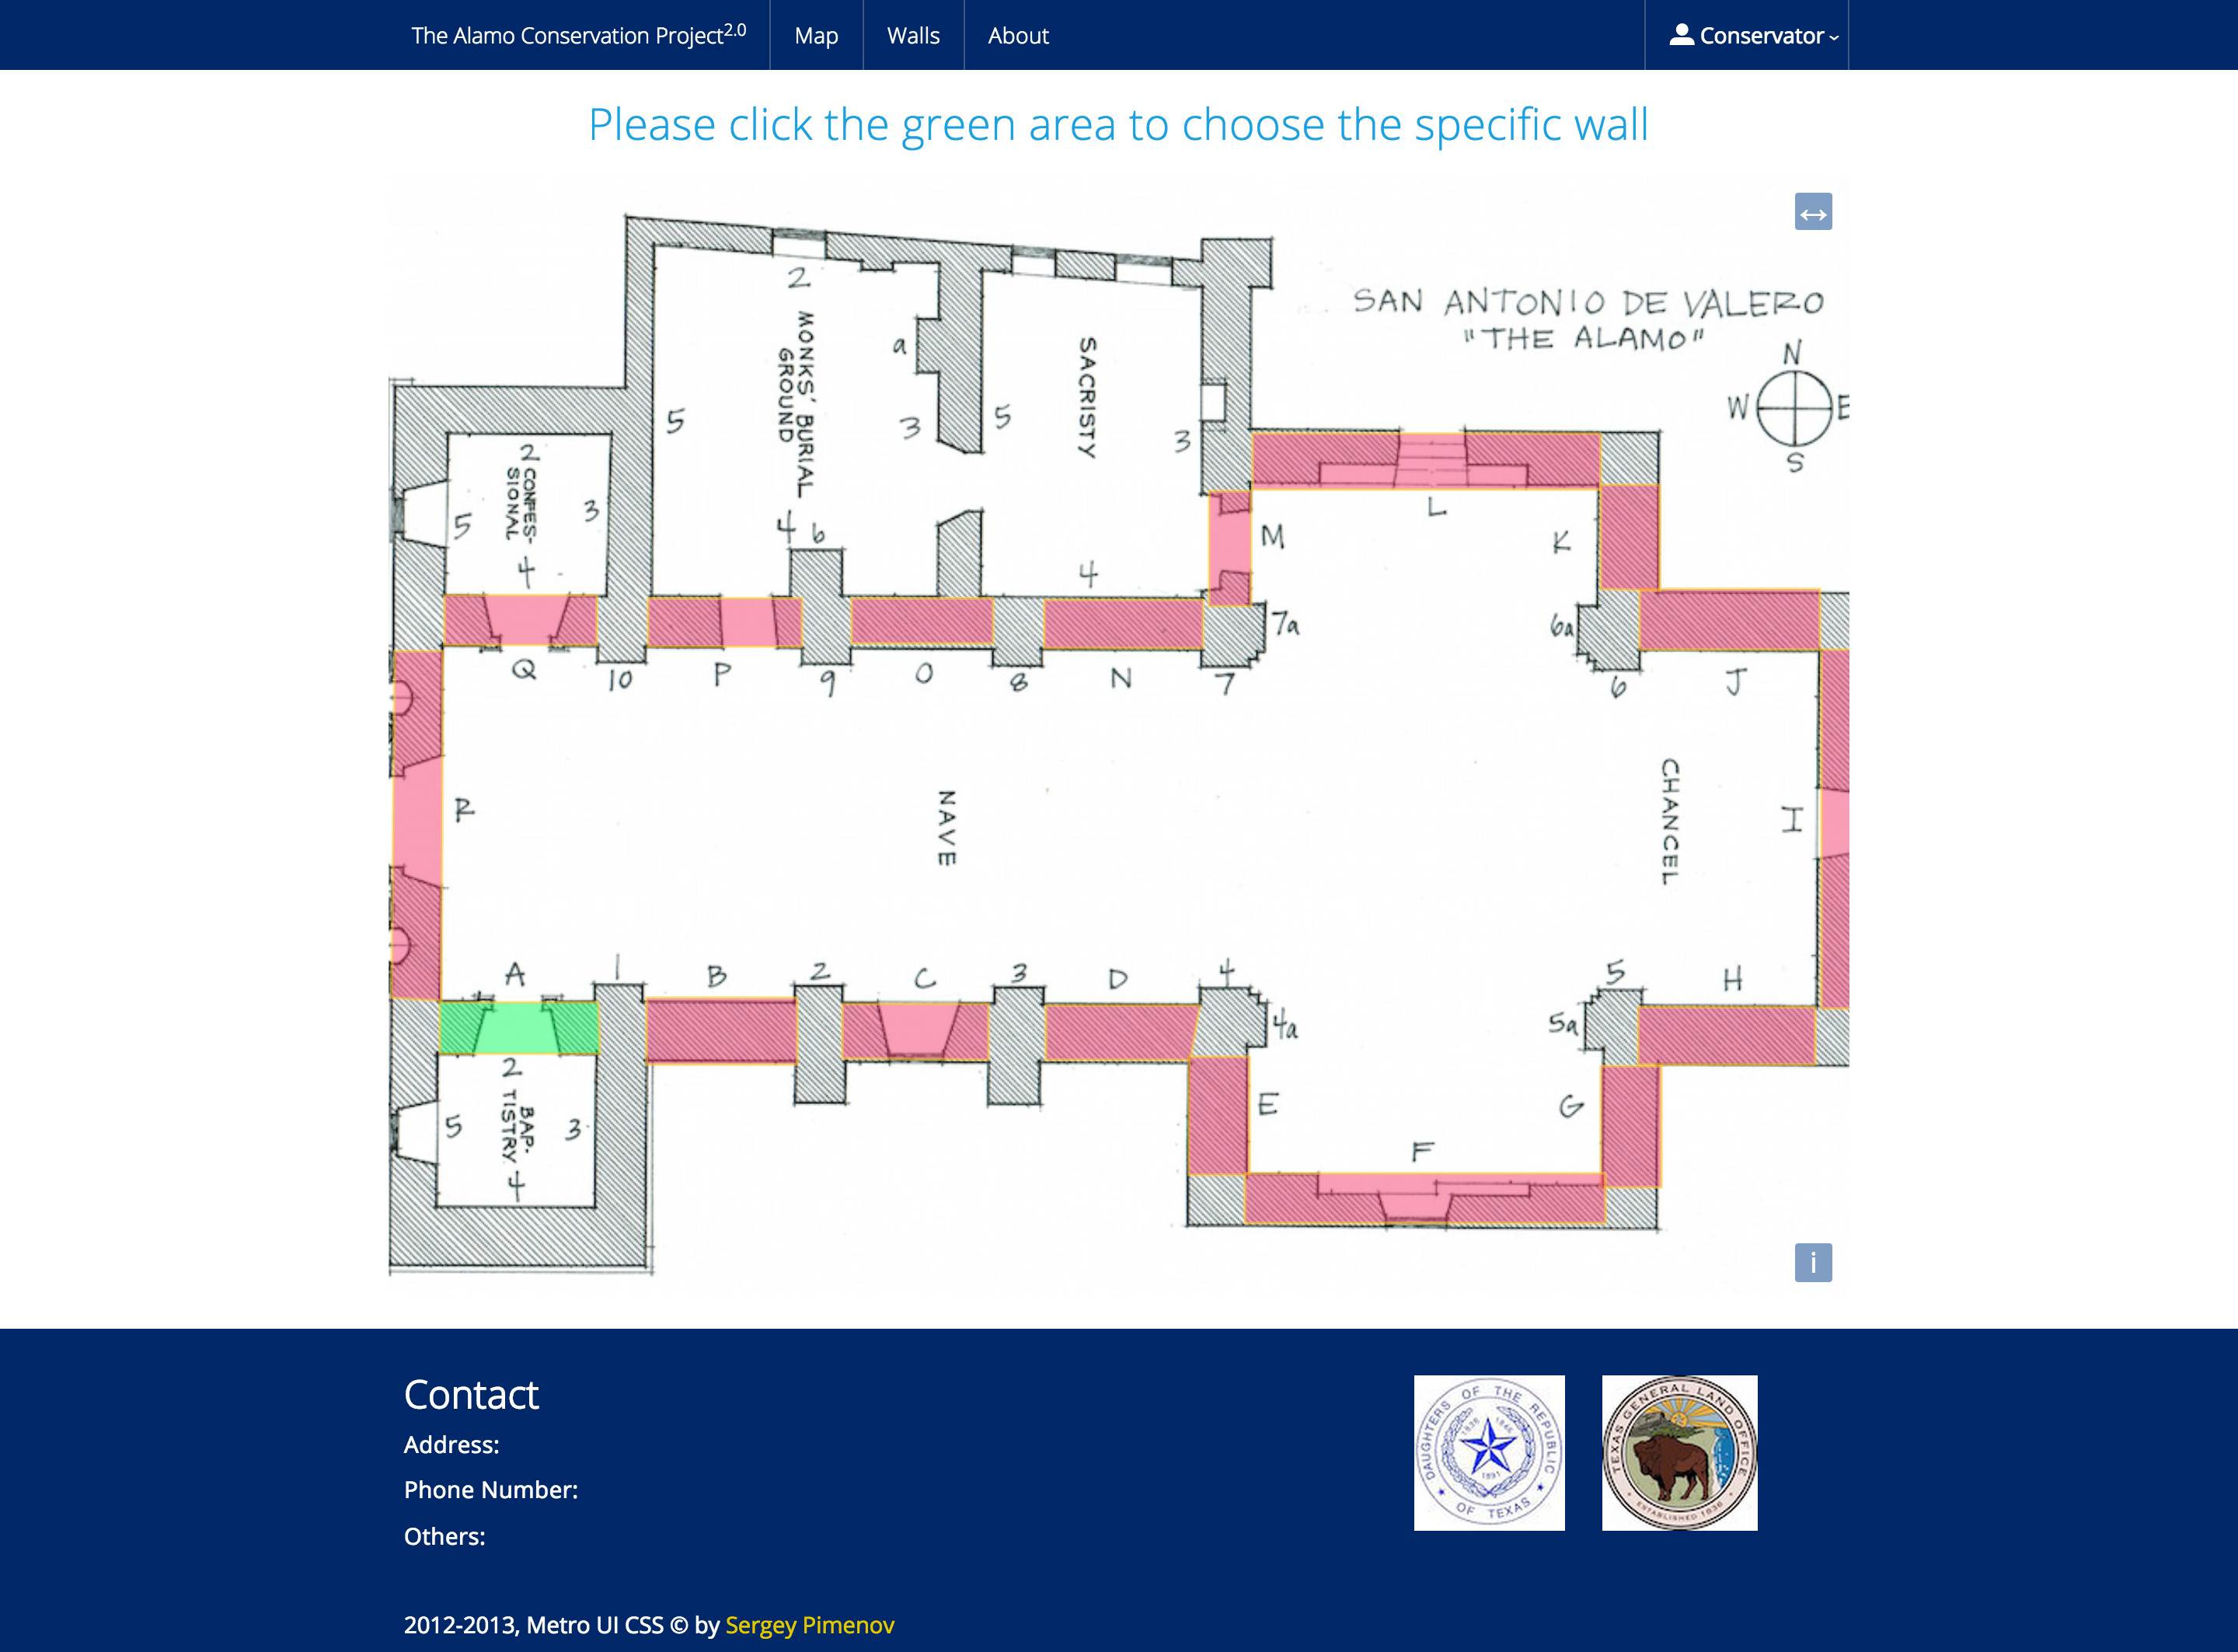 The Alamo Conservation Project2.0
Map
Walls
About
Conservator
Please click the green area to choose the specific wall
SAN ANTONIO DE VALERO
"THE ALAMO"
N
W E
S
2
MONKS' BURIAL
GROUND
a
5
3
4 b
SACRISTY
5
3
4
2
CONFES-
SIONAL
5
3
4
L
M
K
7a
6a
Q
10
P
9
O
8
N
7
6
J
R
NAVE
CHANCEL
I
A
1
B
2
C
3
D
4
5
H
4a
5a
2
BAP-
TISTRY
5
3
4
E
G
F
i
Contact
Address:
Phone Number:
Others:
DAUGHTERS OF THE REPUBLIC
OF TEXAS
1836 1846
1891
TEXAS GENERAL LAND OFFICE
ESTABLISHED 1836
2012-2013, Metro UI CSS © by Sergey Pimenov